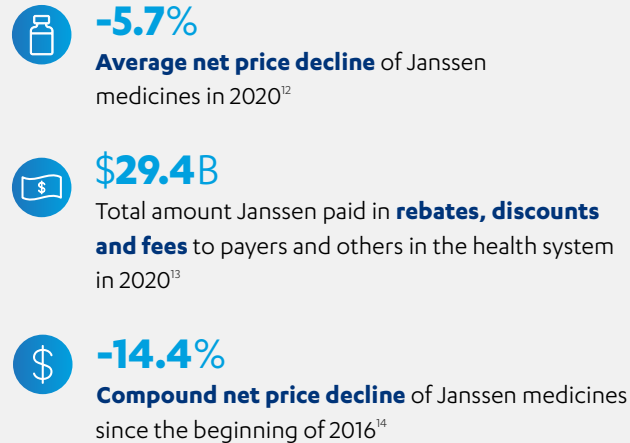 -5.7%
Average net price decline of Janssen
medicines in 2020¹²
$
$29.4B
Total amount Janssen paid in rebates, discounts
and fees to payers and others in the health system
in 2020¹³
$
-14.4%
Compound net price decline of Janssen medicines
since the beginning of 2016¹⁴